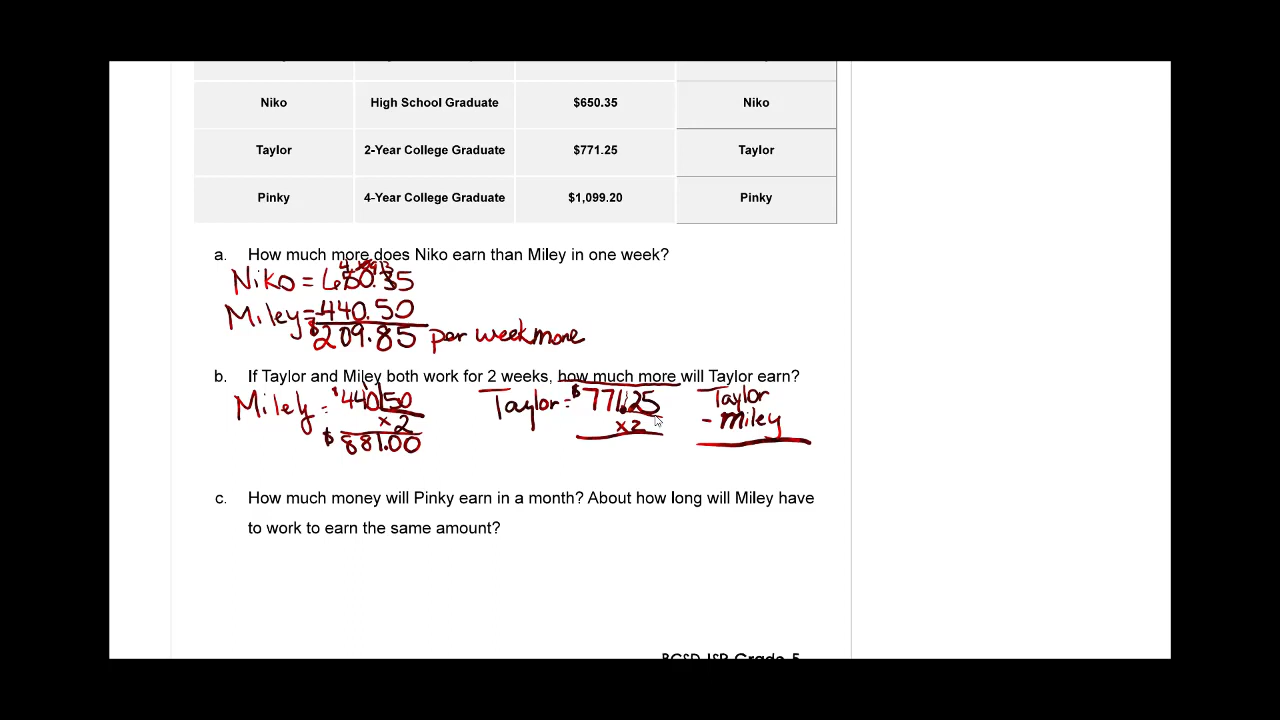 Niko High School Graduate $650.35 Niko
Taylor 2-Year College Graduate $771.25 Taylor
Pinky 4-Year College Graduate $1,099.20 Pinky
a. How much more does Niko earn than Miley in one week?
Niko = 650.35
Miley = -440.50
$209.85 per week more
b. If Taylor and Miley both work for 2 weeks, how much more will Taylor earn?
Miley = $440.50 Taylor = $771.25 Taylor
x 2 x2 - Miley
$881.00
c. How much money will Pinky earn in a month? About how long will Miley have
to work to earn the same amount?